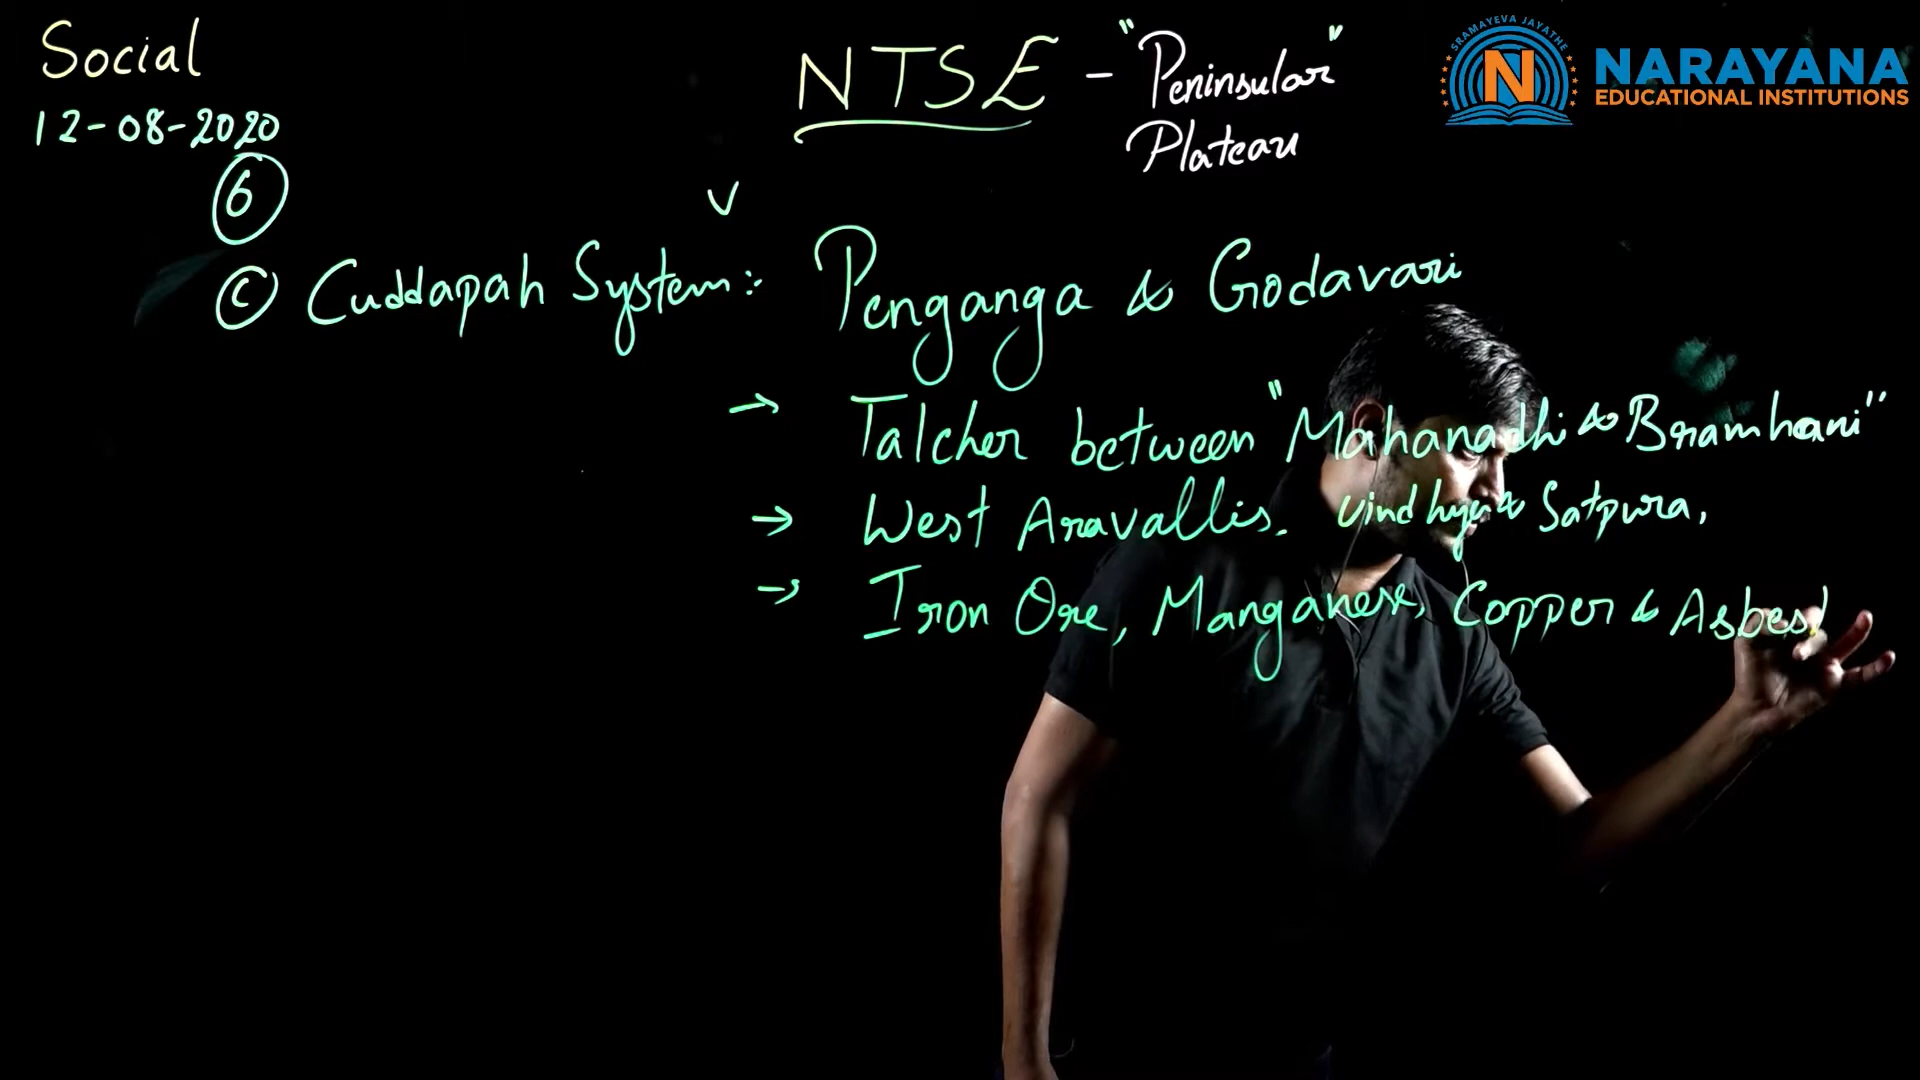 Social
12-08-2020
NTSE - "Peninsular"
Plateau
SRAMAYEVA JAYATHE
N
NARAYANA
EDUCATIONAL INSTITUTIONS
6
V
C Cuddapah System:- Penganga & Godavari
→ Talcher between "Mahanadhi & Bramhani"
→ West Aravallis. Vindhya & Satpura,
→ Iron Ore, Manganese, Copper & Asbest